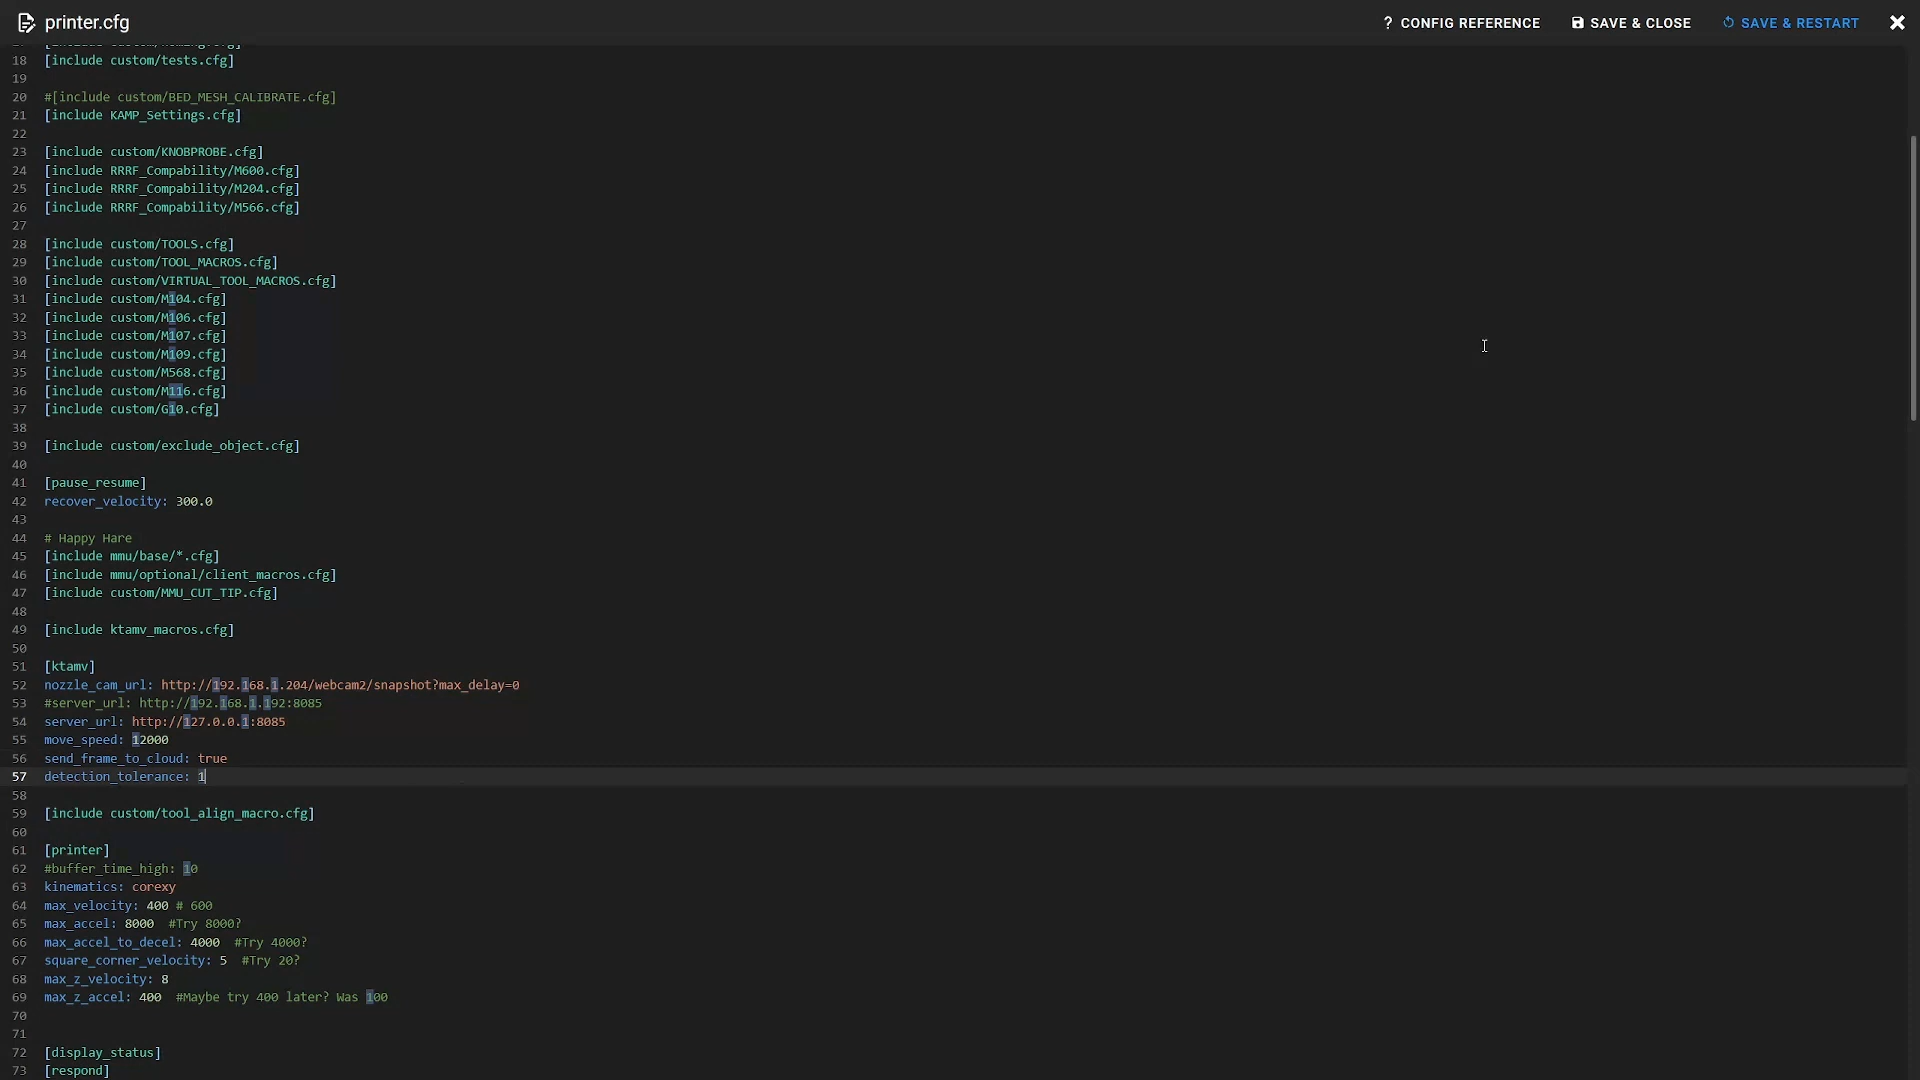 printer.cfg
? CONFIG REFERENCE
SAVE & CLOSE
SAVE & RESTART
18 [include custom/tests.cfg]
19
20 #[include custom/BED_MESH_CALIBRATE.cfg]
21 [include KAMP_Settings.cfg]
22
23 [include custom/KNOBPROBE.cfg]
24 [include RRRF_Compability/M600.cfg]
25 [include RRRF_Compability/M204.cfg]
26 [include RRRF_Compability/M566.cfg]
27
28 [include custom/TOOLS.cfg]
29 [include custom/TOOL_MACROS.cfg]
30 [include custom/VIRTUAL_TOOL_MACROS.cfg]
31 [include custom/M104.cfg]
32 [include custom/M106.cfg]
33 [include custom/M107.cfg]
34 [include custom/M109.cfg]
35 [include custom/M568.cfg]
36 [include custom/M116.cfg]
37 [include custom/G10.cfg]
38
39 [include custom/exclude_object.cfg]
40
41 [pause_resume]
42 recover_velocity: 300.0
43
44 # Happy Hare
45 [include mmu/base/*.cfg]
46 [include mmu/optional/client_macros.cfg]
47 [include custom/MMU_CUT_TIP.cfg]
48
49 [include ktamv_macros.cfg]
50
51 [ktamv]
52 nozzle_cam_url: http://192.168.1.204/webcam2/snapshot?max_delay=0
53 #server_url: http://192.168.1.192:8085
54 server_url: http://127.0.0.1:8085
55 move_speed: 12000
56 send_frame_to_cloud: true
57 detection_tolerance: 1
58
59 [include custom/tool_align_macro.cfg]
60
61 [printer]
62 #buffer_time_high: 10
63 kinematics: corexy
64 max_velocity: 400 # 600
65 max_accel: 8000  #Try 8000?
66 max_accel_to_decel: 4000  #Try 4000?
67 square_corner_velocity: 5  #Try 20?
68 max_z_velocity: 8
69 max_z_accel: 400  #Maybe try 400 later? Was 100
70
71
72 [display_status]
73 [respond]